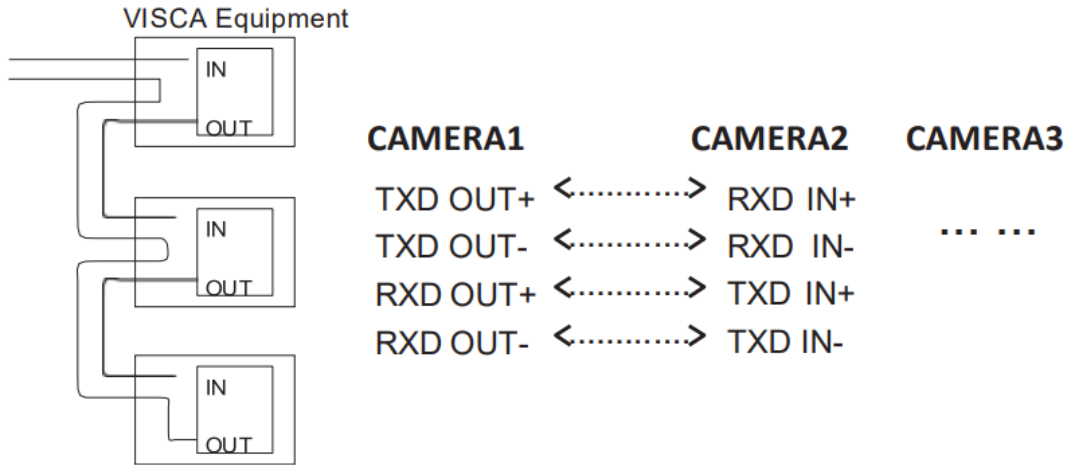 VISCA Equipment
IN
OUT
IN
OUT
IN
OUT
CAMERA1 CAMERA2 CAMERA3
TXD OUT+ <.............> RXD IN+
TXD OUT- <.............> RXD IN-
... ...
RXD OUT+ <.............> TXD IN+
RXD OUT- <.............> TXD IN-